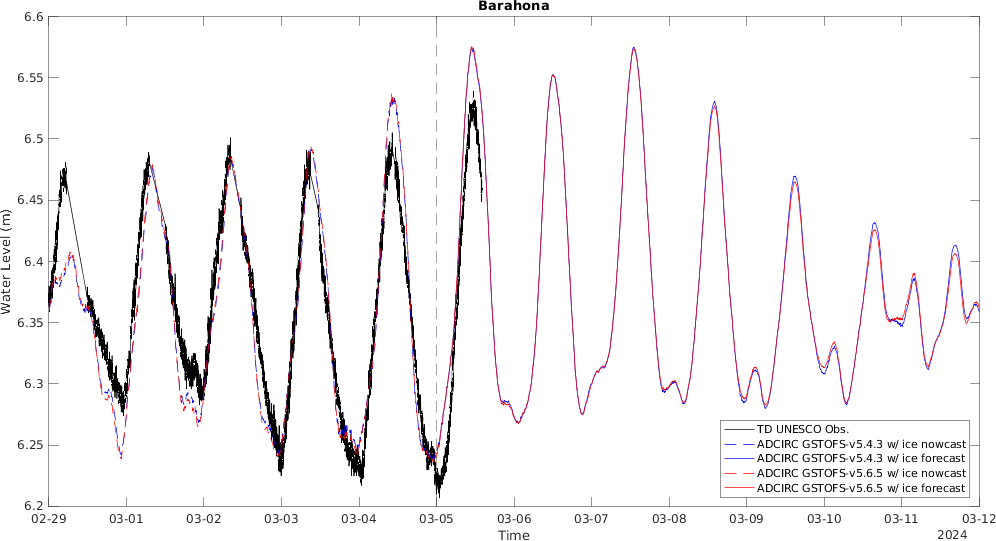 Barahona
6.6
6.55
6.5
6.45
6.4
6.35
6.3
6.25
6.2
Water Level (m)
TD UNESCO Obs.
ADCIRC GSTOFS-v5.4.3 w/ ice nowcast
ADCIRC GSTOFS-v5.4.3 w/ ice forecast
ADCIRC GSTOFS-v5.6.5 w/ ice nowcast
ADCIRC GSTOFS-v5.6.5 w/ ice forecast
02-29 03-01 03-02 03-03 03-04 03-05 03-06 03-07 03-08 03-09 03-10 03-11 03-12
Time
2024